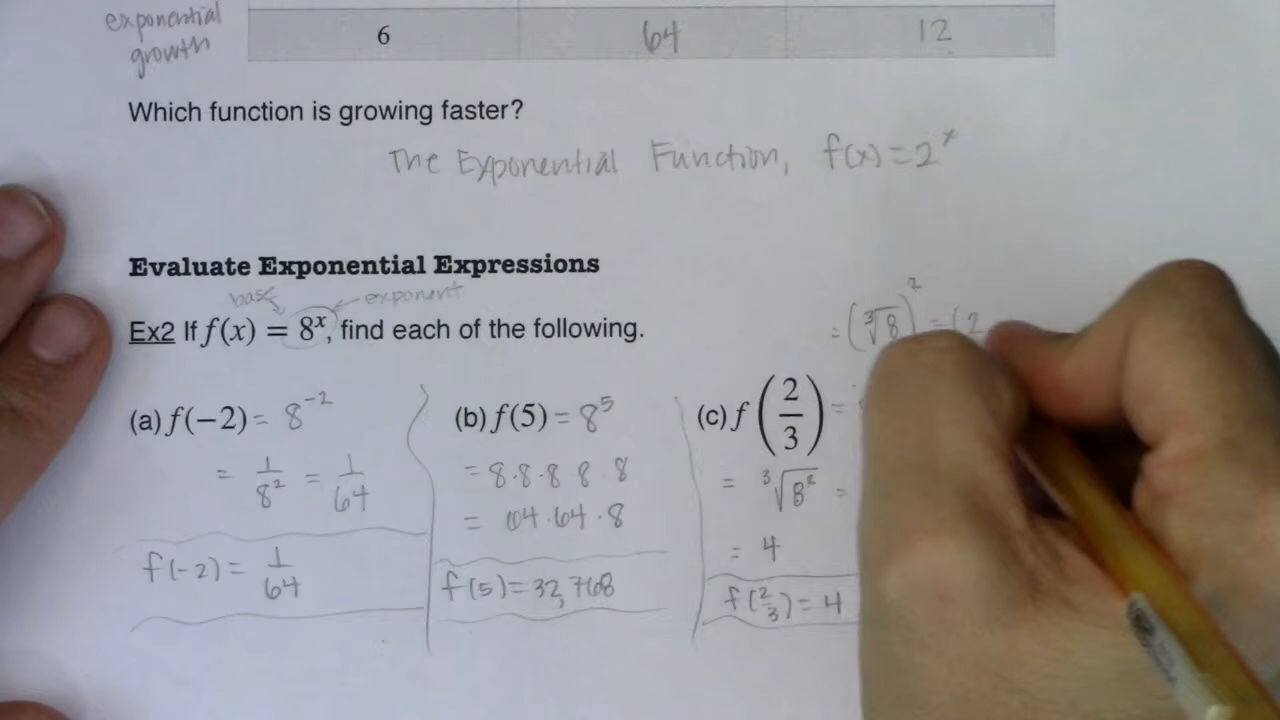 exponential
growth
6 64 12
Which function is growing faster?
The Exponential Function, f(x) = 2^x
Evaluate Exponential Expressions
base exponent
Ex2 If f(x) = 8^x, find each of the following.
= (∛8)^2 = (2
(a) f(−2) = 8^-2
= 1/8^2 = 1/64
f(-2) = 1/64
(b) f(5) = 8^5
= 8·8·8 8·8
= 64·64·8
f(5) = 32,768
(c) f(2/3) =
= ∛8^2 =
= 4
f(2/3) = 4